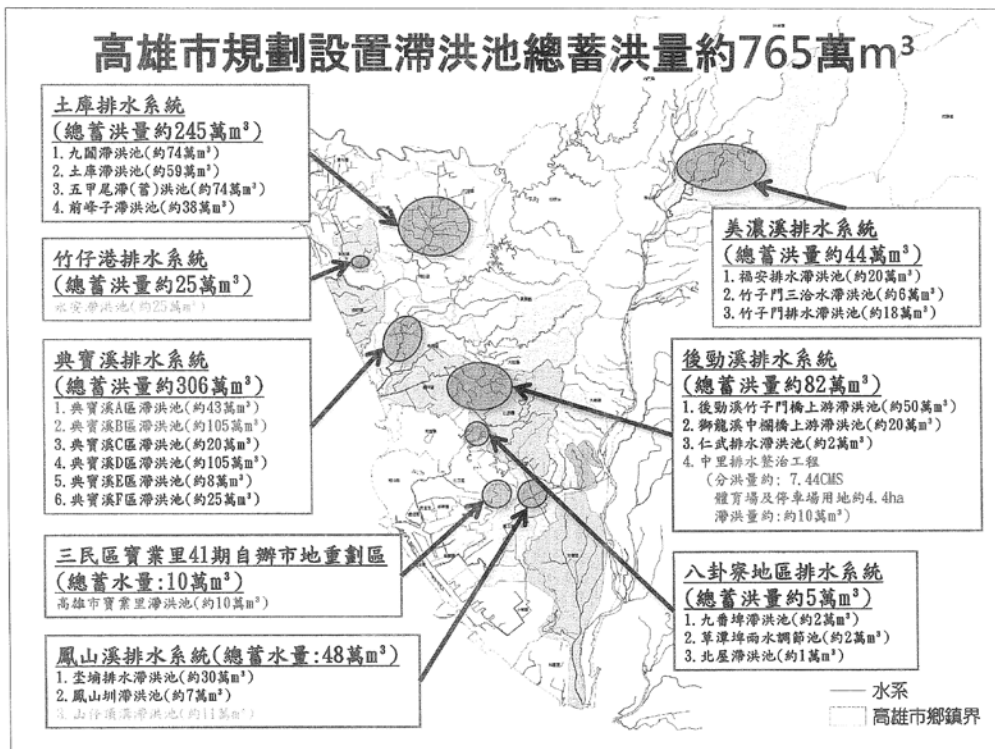 高雄市規劃設置滯洪池總蓄洪量約765萬m³
土庫排水系統
(總蓄洪量約245萬m³)
1. 九鬮滯洪池(約74萬m³)
2. 土庫滯洪池(約59萬m³)
3. 五甲尾滯(蓄)洪池(約74萬m³)
4. 前峰子滯洪池(約38萬m³)
竹仔港排水系統
(總蓄洪量約25萬m³)
永安滯洪池(約25萬m³)
典寶溪排水系統
(總蓄洪量約306萬m³)
1. 典寶溪A區滯洪池(約43萬m³)
2. 典寶溪B區滯洪池(約105萬m³)
3. 典寶溪C區滯洪池(約20萬m³)
4. 典寶溪D區滯洪池(約105萬m³)
5. 典寶溪E區滯洪池(約8萬m³)
6. 典寶溪F區滯洪池(約25萬m³)
三民區寶業里41期自辦市地重劃區
(總蓄水量:10萬m³)
高雄市寶業里滯洪池(約10萬m³)
鳳山溪排水系統(總蓄水量:48萬m³)
1. 坔埔排水滯洪池(約30萬m³)
2. 鳳山圳滯洪池(約7萬m³)
3. 山仔頂溝滯洪池(約11萬m³)
美濃溪排水系統
(總蓄洪量約44萬m³)
1. 福安排水滯洪池(約20萬m³)
2. 竹子門三洽水滯洪池(約6萬m³)
3. 竹子門排水滯洪池(約18萬m³)
後勁溪排水系統
(總蓄洪量約82萬m³)
1. 後勁溪竹子門橋上游滯洪池(約50萬m³)
2. 獅龍溪中欄橋上游滯洪池(約20萬m³)
3. 仁武排水滯洪池(約2萬m³)
4. 中里排水整治工程
(分洪量約: 7.44CMS
體育場及停車場用地約4.4ha
滯洪量約:約10萬m³)
八卦寮地區排水系統
(總蓄洪量約5萬m³)
1. 九番埤滯洪池(約2萬m³)
2. 草潭埤雨水調節池(約2萬m³)
3. 北屋滯洪池(約1萬m³)
水系
高雄市鄉鎮界